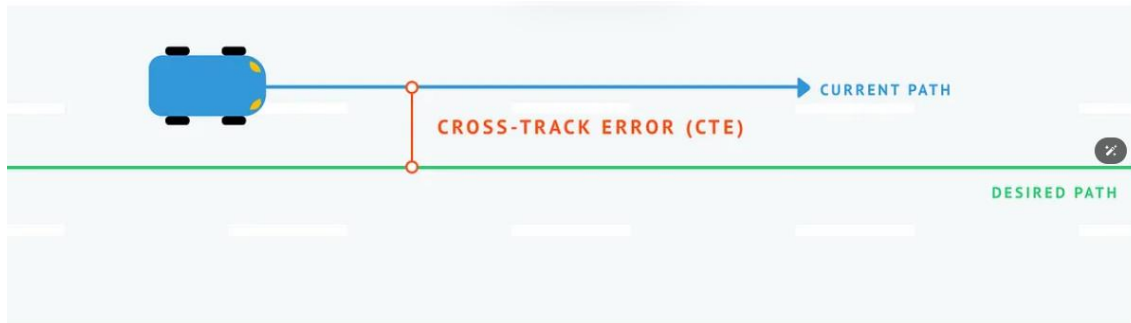 CURRENT PATH
CROSS-TRACK ERROR (CTE)
DESIRED PATH